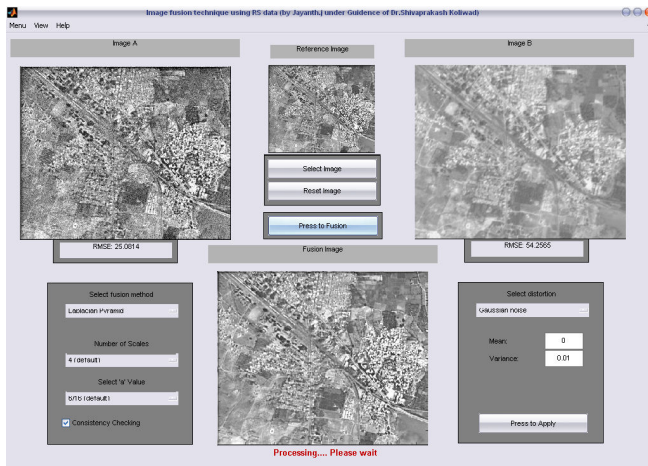 Image fusion technique using RS data (by Jayanth,j under Guidence of Dr.Shivaprakash Koliwad)
Menu View Help
Image A
Reference Image
Image B
Select Image
Reset Image
Press to Fusion
RMSE: 25.0814
RMSE: 54.2565
Fusion Image
Select fusion method
Laplacian Pyramid
Number of Scales
4 (default)
Select 'a' Value
6/16 (default)
Consistency Checking
Select distortion
Gaussian noise
Mean: 0
Variance: 0.01
Press to Apply
Processing.... Please wait